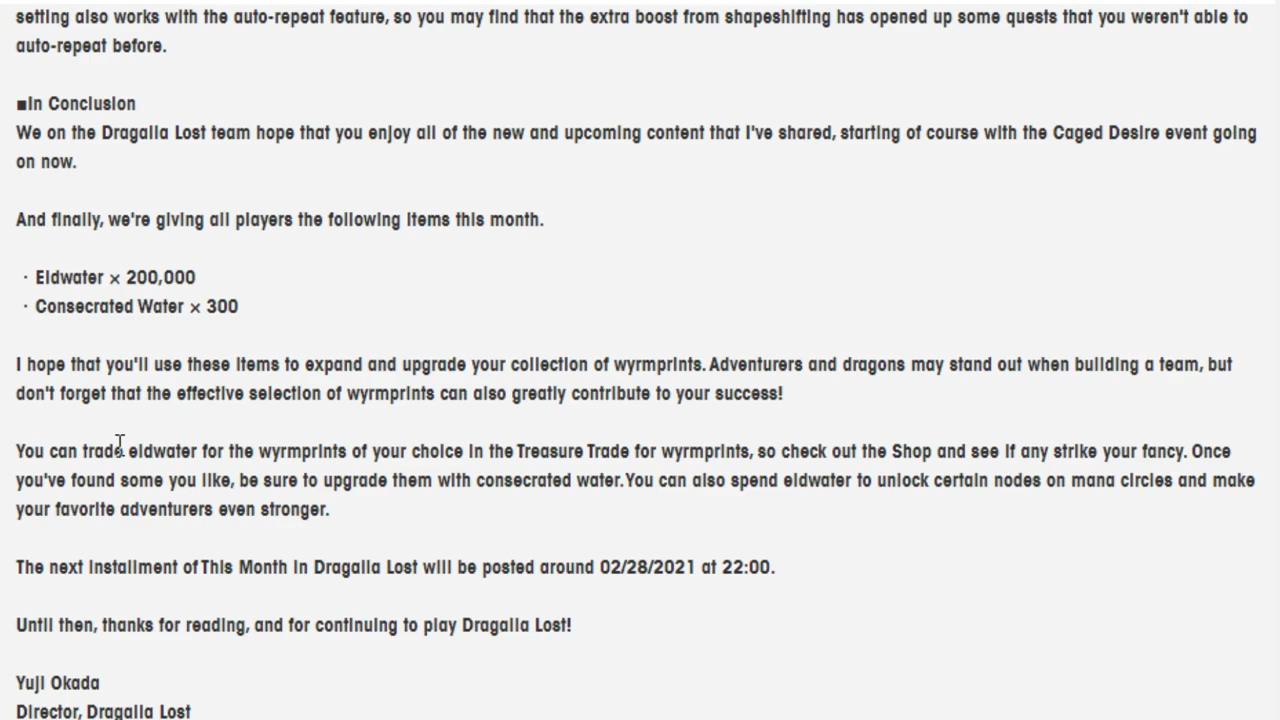 setting also works with the auto-repeat feature, so you may find that the extra boost from shapeshifting has opened up some quests that you weren't able to
auto-repeat before.
■In Conclusion
We on the Dragalia Lost team hope that you enjoy all of the new and upcoming content that I've shared, starting of course with the Caged Desire event going
on now.
And finally, we're giving all players the following items this month.
· Eldwater × 200,000
· Consecrated Water × 300
I hope that you'll use these items to expand and upgrade your collection of wyrmprints. Adventurers and dragons may stand out when building a team, but
don't forget that the effective selection of wyrmprints can also greatly contribute to your success!
You can trade eldwater for the wyrmprints of your choice in the Treasure Trade for wyrmprints, so check out the Shop and see if any strike your fancy. Once
you've found some you like, be sure to upgrade them with consecrated water. You can also spend eldwater to unlock certain nodes on mana circles and make
your favorite adventurers even stronger.
The next installment of This Month in Dragalia Lost will be posted around 02/28/2021 at 22:00.
Until then, thanks for reading, and for continuing to play Dragalia Lost!
Yuji Okada
Director, Dragalia Lost